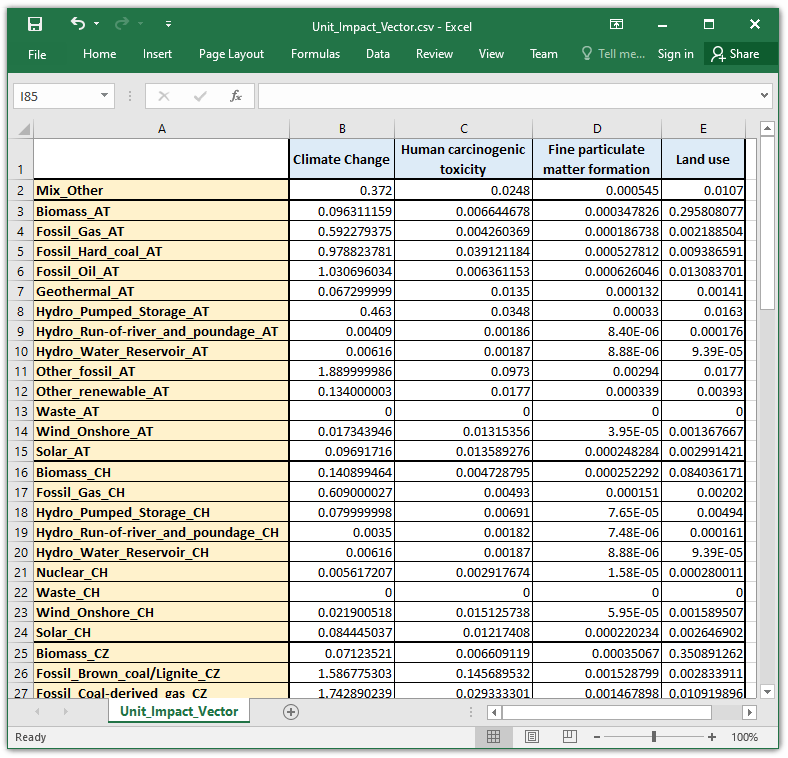 Unit_Impact_Vector.csv - Excel
File Home Insert Page Layout Formulas Data Review View Team Tell me... Sign in Share
I85 fx
A B C D E
1 Climate Change Human carcinogenic toxicity Fine particulate matter formation Land use
2 Mix_Other 0.372 0.0248 0.000545 0.0107
3 Biomass_AT 0.096311159 0.006644678 0.000347826 0.295808077
4 Fossil_Gas_AT 0.592279375 0.004260369 0.000186738 0.002188504
5 Fossil_Hard_coal_AT 0.978823781 0.039121184 0.000527812 0.009386591
6 Fossil_Oil_AT 1.030696034 0.006361153 0.000626046 0.013083701
7 Geothermal_AT 0.067299999 0.0135 0.000132 0.00141
8 Hydro_Pumped_Storage_AT 0.463 0.0348 0.00033 0.0163
9 Hydro_Run-of-river_and_poundage_AT 0.00409 0.00186 8.40E-06 0.000176
10 Hydro_Water_Reservoir_AT 0.00616 0.00187 8.88E-06 9.39E-05
11 Other_fossil_AT 1.889999986 0.0973 0.00294 0.0177
12 Other_renewable_AT 0.134000003 0.0177 0.000339 0.00393
13 Waste_AT 0 0 0 0
14 Wind_Onshore_AT 0.017343946 0.01315356 3.95E-05 0.001367667
15 Solar_AT 0.09691716 0.013589276 0.000248284 0.002991421
16 Biomass_CH 0.140899464 0.004728795 0.000252292 0.084036171
17 Fossil_Gas_CH 0.609000027 0.00493 0.000151 0.00202
18 Hydro_Pumped_Storage_CH 0.079999998 0.00691 7.65E-05 0.00494
19 Hydro_Run-of-river_and_poundage_CH 0.0035 0.00182 7.48E-06 0.000161
20 Hydro_Water_Reservoir_CH 0.00616 0.00187 8.88E-06 9.39E-05
21 Nuclear_CH 0.005617207 0.002917674 1.58E-05 0.000280011
22 Waste_CH 0 0 0 0
23 Wind_Onshore_CH 0.021900518 0.015125738 5.95E-05 0.001589507
24 Solar_CH 0.084445037 0.01217408 0.000220234 0.002646902
25 Biomass_CZ 0.07123521 0.006609119 0.00035067 0.350891262
26 Fossil_Brown_coal/Lignite_CZ 1.586775303 0.145689532 0.001528799 0.002833911
27 Fossil_Coal-derived_gas_CZ 1.742890239 0.029333301 0.001467898 0.010919896
Unit_Impact_Vector
Ready 100%